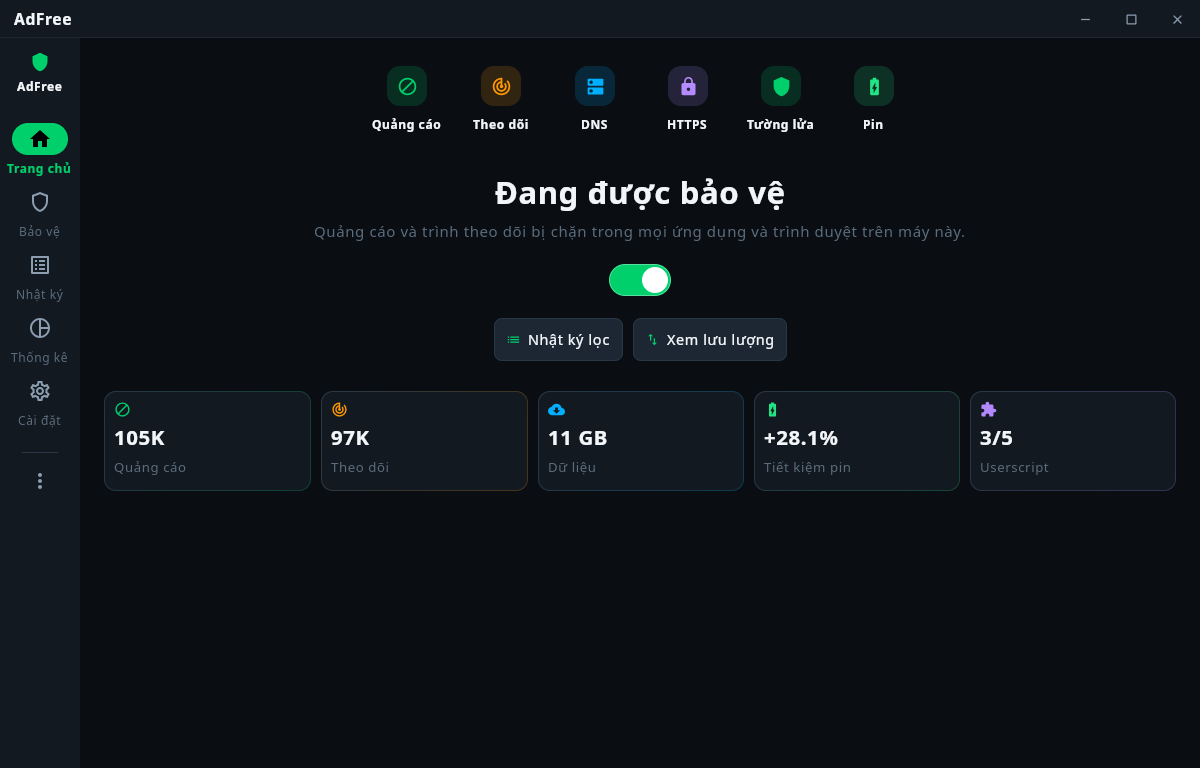 AdFree
AdFree
Trang chủ
Bảo vệ
Nhật ký
Thống kê
Cài đặt
Quảng cáo
Theo dõi
DNS
HTTPS
Tường lửa
Pin
Đang được bảo vệ
Quảng cáo và trình theo dõi bị chặn trong mọi ứng dụng và trình duyệt trên máy này.
Nhật ký lọc
Xem lưu lượng
105K
Quảng cáo
97K
Theo dõi
11 GB
Dữ liệu
+28.1%
Tiết kiệm pin
3/5
Userscript